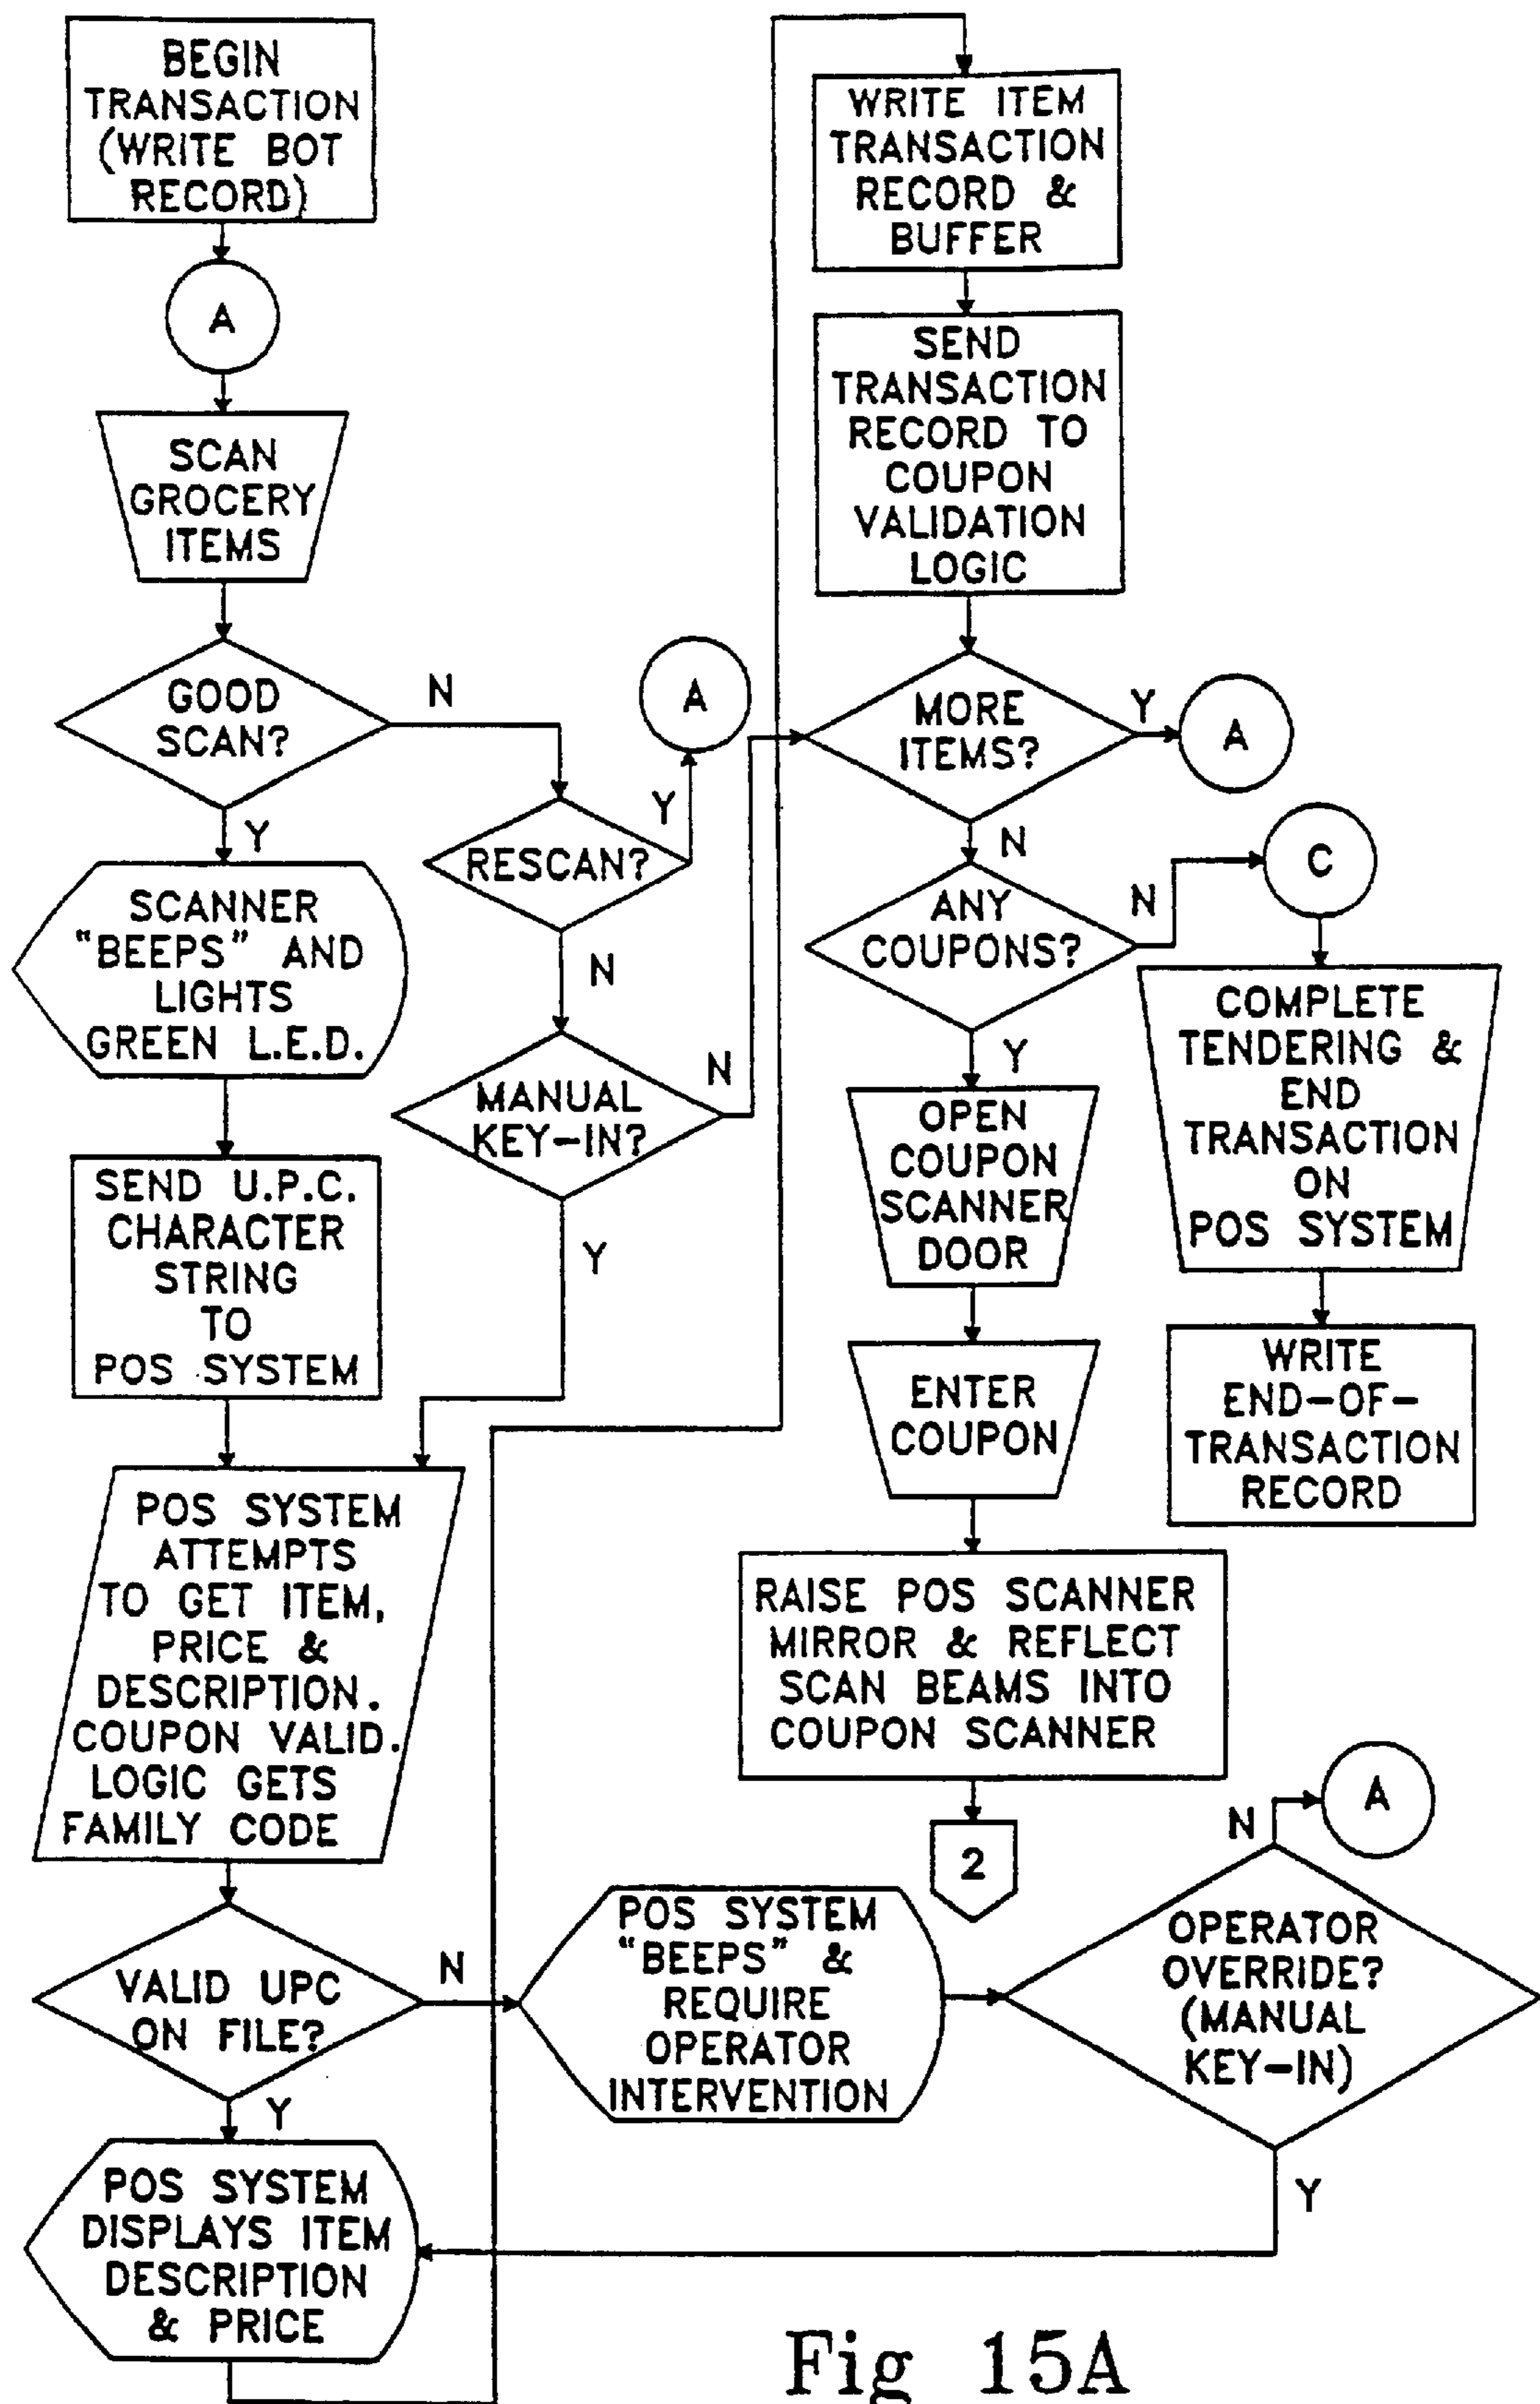 BEGIN
TRANSACTION
(WRITE BOT
RECORD)
A
SCAN
GROCERY
ITEMS
GOOD
SCAN?
N
Y
RESCAN?
Y
A
N
SCANNER
"BEEPS" AND
LIGHTS
GREEN L.E.D.
MANUAL
KEY-IN?
N
Y
SEND U.P.C.
CHARACTER
STRING
TO
POS SYSTEM
POS SYSTEM
ATTEMPTS
TO GET ITEM,
PRICE &
DESCRIPTION.
COUPON VALID.
LOGIC GETS
FAMILY CODE
VALID UPC
ON FILE?
N
Y
POS SYSTEM
DISPLAYS ITEM
DESCRIPTION
& PRICE
WRITE ITEM
TRANSACTION
RECORD &
BUFFER
SEND
TRANSACTION
RECORD TO
COUPON
VALIDATION
LOGIC
MORE
ITEMS?
Y
A
N
ANY
COUPONS?
N
C
Y
COMPLETE
TENDERING &
END
TRANSACTION
ON
POS SYSTEM
WRITE
END-OF-
TRANSACTION
RECORD
OPEN
COUPON
SCANNER
DOOR
ENTER
COUPON
RAISE POS SCANNER
MIRROR & REFLECT
SCAN BEAMS INTO
COUPON SCANNER
2
POS SYSTEM
"BEEPS" &
REQUIRE
OPERATOR
INTERVENTION
OPERATOR
OVERRIDE?
(MANUAL
KEY-IN)
N
A
Y
Fig 15A